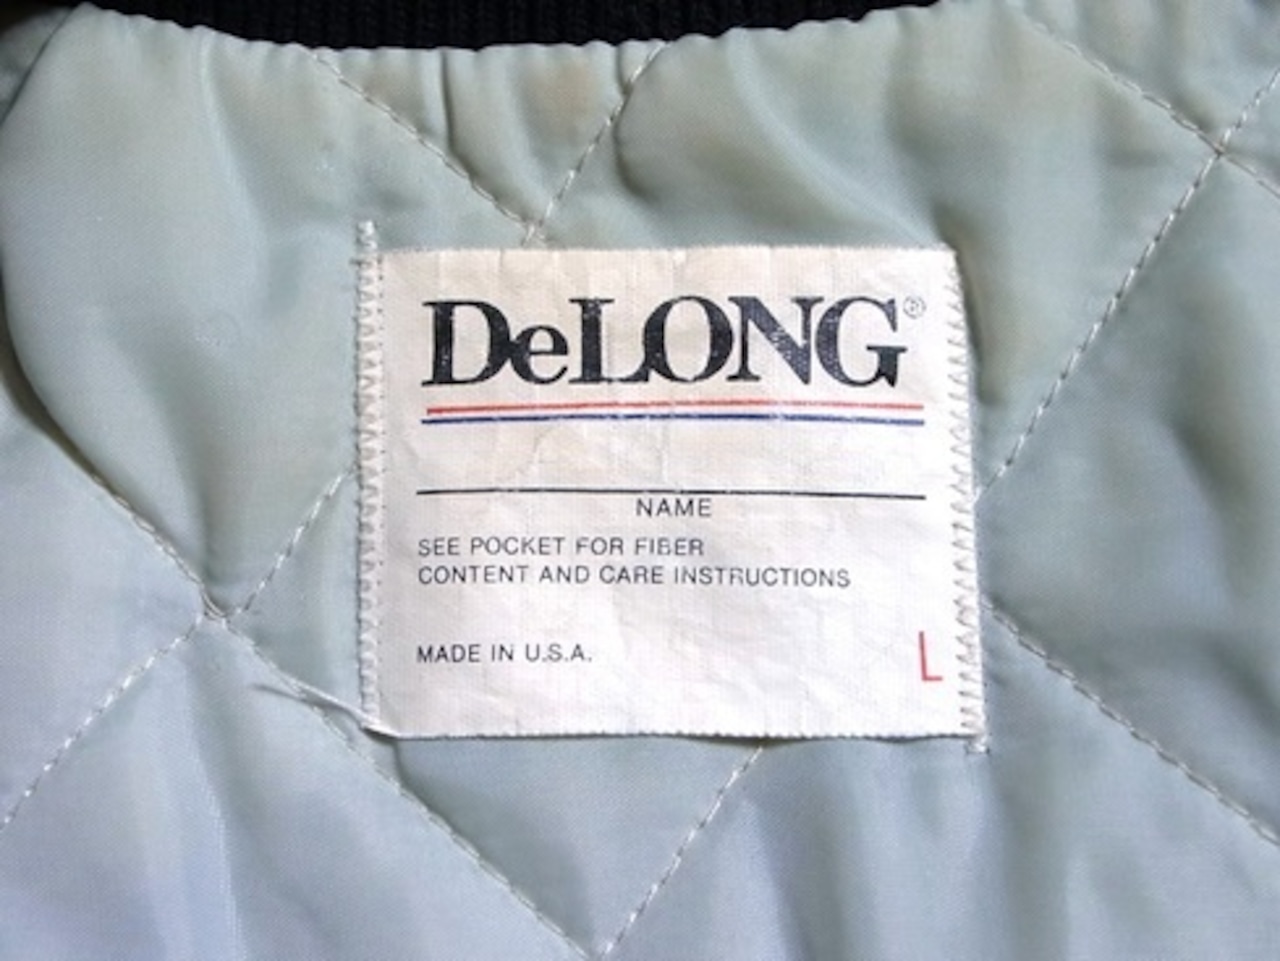 DeLONG®
NAME
SEE POCKET FOR FIBER
CONTENT AND CARE INSTRUCTIONS
MADE IN U.S.A.
L